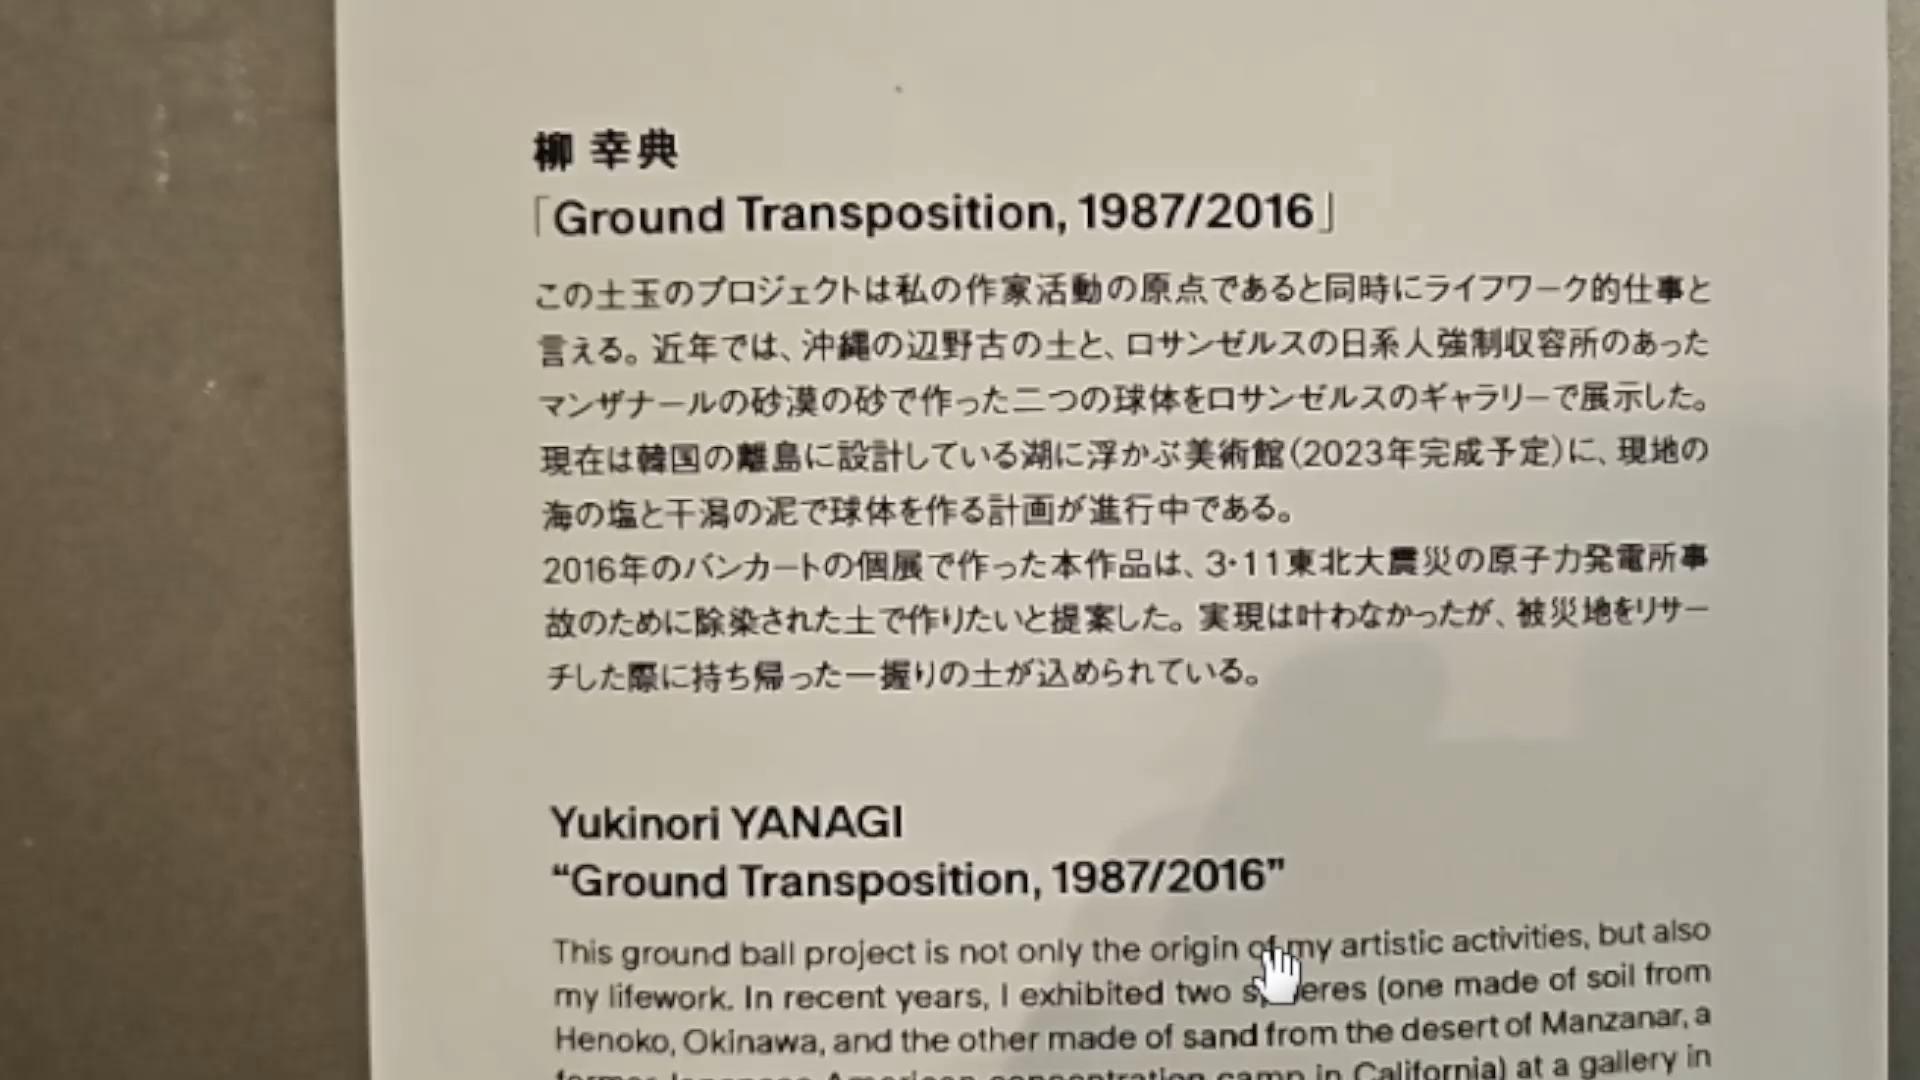 柳 幸典
「Ground Transposition, 1987/2016」
この土玉のプロジェクトは私の作家活動の原点であると同時にライフワーク的仕事と
言える。近年では、沖縄の辺野古の土と、ロサンゼルスの日系人強制収容所のあった
マンザナールの砂漠の砂で作った二つの球体をロサンゼルスのギャラリーで展示した。
現在は韓国の離島に設計している湖に浮かぶ美術館(2023年完成予定)に、現地の
海の塩と干潟の泥で球体を作る計画が進行中である。
2016年のバンカートの個展で作った本作品は、3・11東北大震災の原子力発電所事
故のために除染された土で作りたいと提案した。実現は叶わなかったが、被災地をリサー
チした際に持ち帰った一握りの土が込められている。
Yukinori YANAGI
“Ground Transposition, 1987/2016”
This ground ball project is not only the origin of my artistic activities, but also
my lifework. In recent years, I exhibited two spheres (one made of soil from
Henoko, Okinawa, and the other made of sand from the desert of Manzanar, a
former Japanese American concentration camp in California) at a gallery in